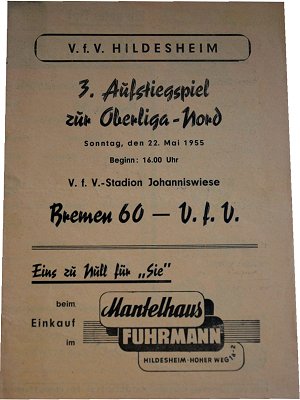 V. f. V. HILDESHEIM
3. Aufstiegspiel
zur Oberliga-Nord
Sonntag, den 22. Mai 1955
Beginn: 16.00 Uhr
V. f. V.-Stadion Johanniswiese
Bremen 60 — V. f. V.
Eins zu Null für „Sie"
beim
Einkauf
im
Mantelhaus
FUHRMANN
HILDESHEIM-HOHER WEG